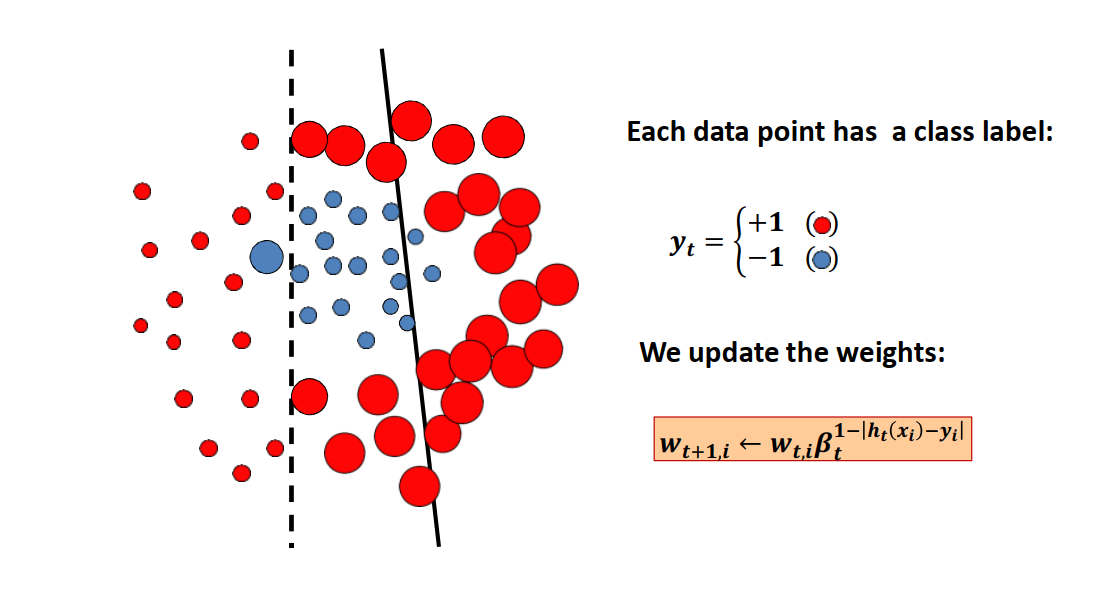 Each data point has a class label:
y_t = { +1 ( )
−1 ( )
We update the weights:
w_{t+1,i} ← w_{t,i} β_t^{1−|h_t(x_i)−y_i|}